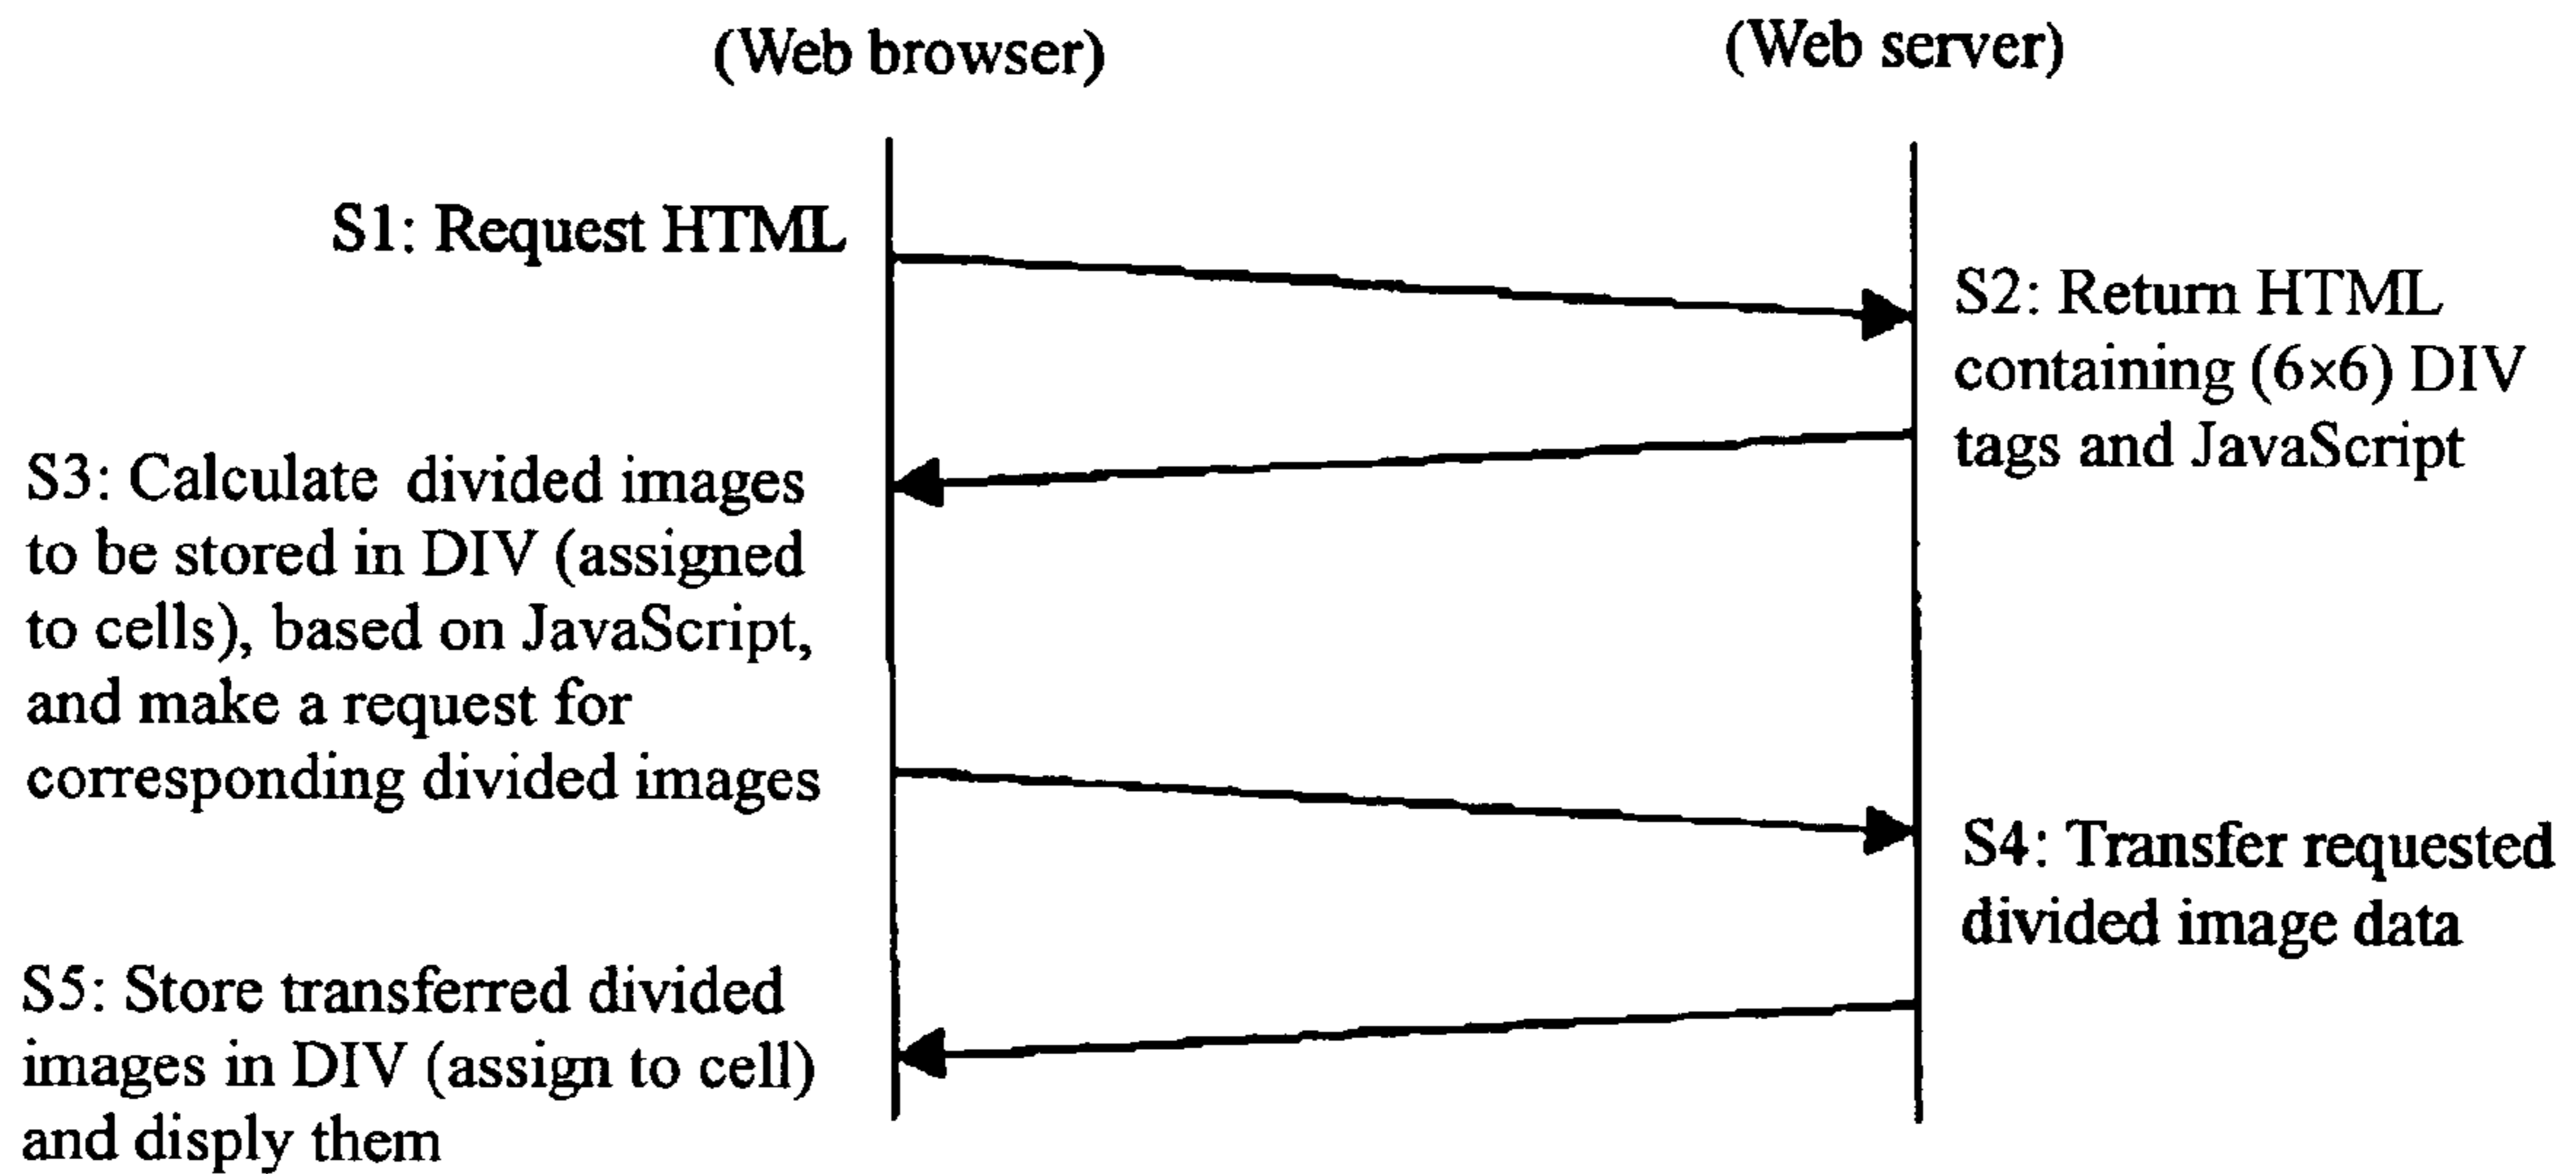 (Web browser)
(Web server)
S1: Request HTML
S2: Return HTML
containing (6×6) DIV
tags and JavaScript
S3: Calculate divided images
to be stored in DIV (assigned
to cells), based on JavaScript,
and make a request for
corresponding divided images
S4: Transfer requested
divided image data
S5: Store transferred divided
images in DIV (assign to cell)
and disply them